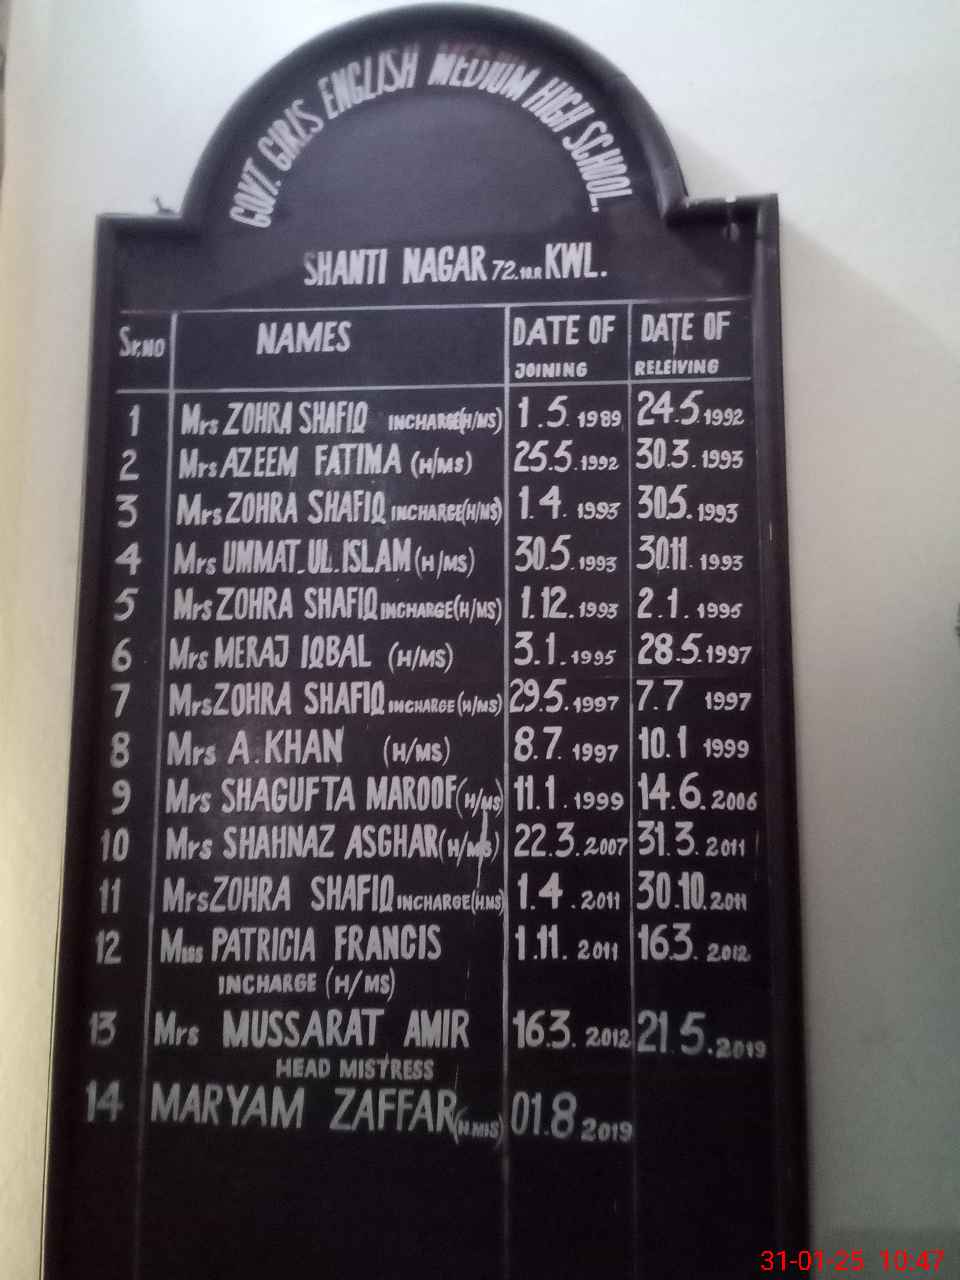 GOVT. GIRLS ENGLISH MEDIUM HIGH SCHOOL.
SHANTI NAGAR 72.10.R KWL.
Sr.NO NAMES DATE OF JOINING DATE OF RELEIVING
1 Mrs ZOHRA SHAFIQ INCHARGE(H/MS) 1.5.1989 24.5.1992
2 Mrs AZEEM FATIMA (H/MS) 25.5.1992 30.3.1993
3 Mrs ZOHRA SHAFIQ INCHARGE(H/MS) 1.4.1993 30.5.1993
4 Mrs UMMAT_UL.ISLAM (H/MS) 30.5.1993 30.11.1993
5 Mrs ZOHRA SHAFIQ INCHARGE(H/MS) 1.12.1993 2.1.1995
6 Mrs MERAJ IQBAL (H/MS) 3.1.1995 28.5.1997
7 Mrs ZOHRA SHAFIQ INCHARGE(H/MS) 29.5.1997 7.7 1997
8 Mrs A.KHAN (H/MS) 8.7.1997 10.1 1999
9 Mrs SHAGUFTA MAROOF(H/MS) 11.1.1999 14.6.2006
10 Mrs SHAHNAZ ASGHAR(H/MS) 22.3.2007 31.3.2011
11 Mrs ZOHRA SHAFIQ INCHARGE(H.MS) 1.4.2011 30.10.2011
12 Miss PATRICIA FRANCIS 1.11.2011 16.3.2012
INCHARGE (H/MS)
13 Mrs MUSSARAT AMIR 16.3.2012 21.5.2019
HEAD MISTRESS
14 MARYAM ZAFFAR(H.MIS) 01.8 2019
31-01-25 10:47